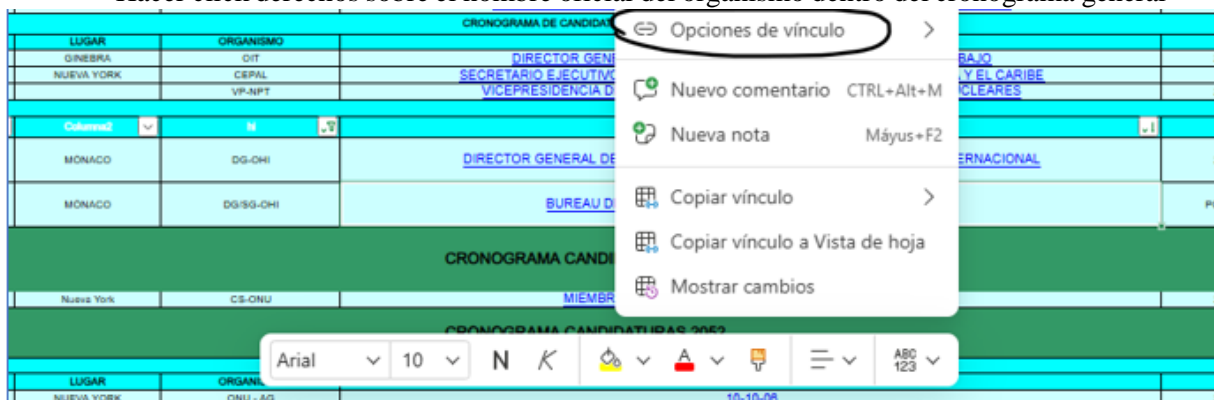 Hacer click derechos sobre el nombre oficial del organismo dentro del cronograma general
CRONOGRAMA DE CANDIDAT
LUGAR ORGANISMO
GINEBRA OIT DIRECTOR GENE BAJO
NUEVA YORK CEPAL SECRETARIO EJECUTIVO Y EL CARIBE
VP-NPT VICEPRESIDENCIA D CLEARES
Columna2 Id
MONACO DG-OHI DIRECTOR GENERAL DE ERNACIONAL
MONACO DG/SG-OHI BUREAU D
CRONOGRAMA CANDI
Nueva York CS-ONU MIEMBR
CRONOGRAMA CANDIDATURAS 2052
LUGAR ORGANI
NUEVA YORK ONU - AG 10-10-06
Opciones de vínculo
Nuevo comentario CTRL+Alt+M
Nueva nota Máyus+F2
Copiar vínculo
Copiar vínculo a Vista de hoja
Mostrar cambios
Arial 10 N K A ABC 123